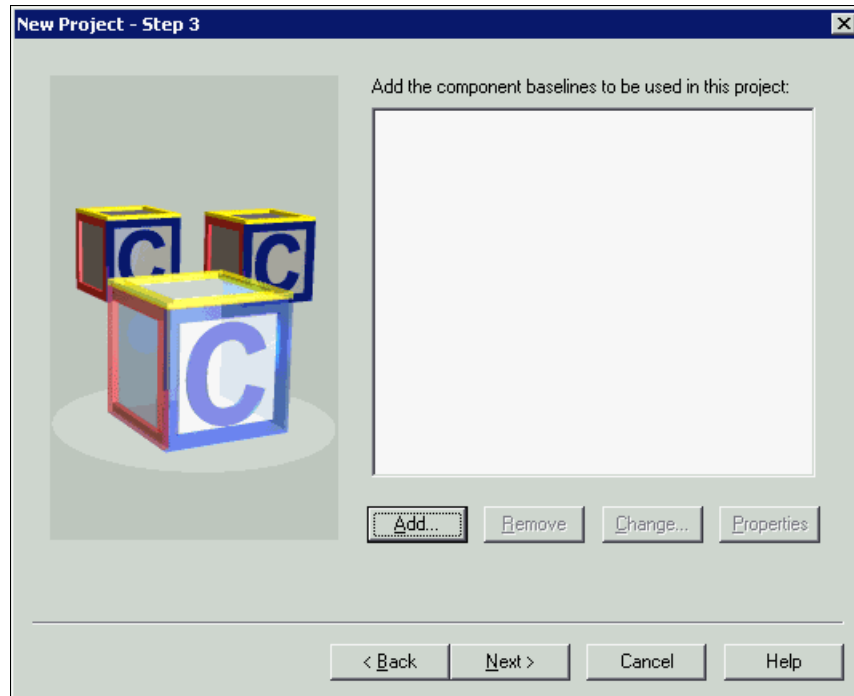 New Project - Step 3
Add the component baselines to be used in this project:
C
C
C
Add...
Remove
Change...
Properties
< Back
Next >
Cancel
Help